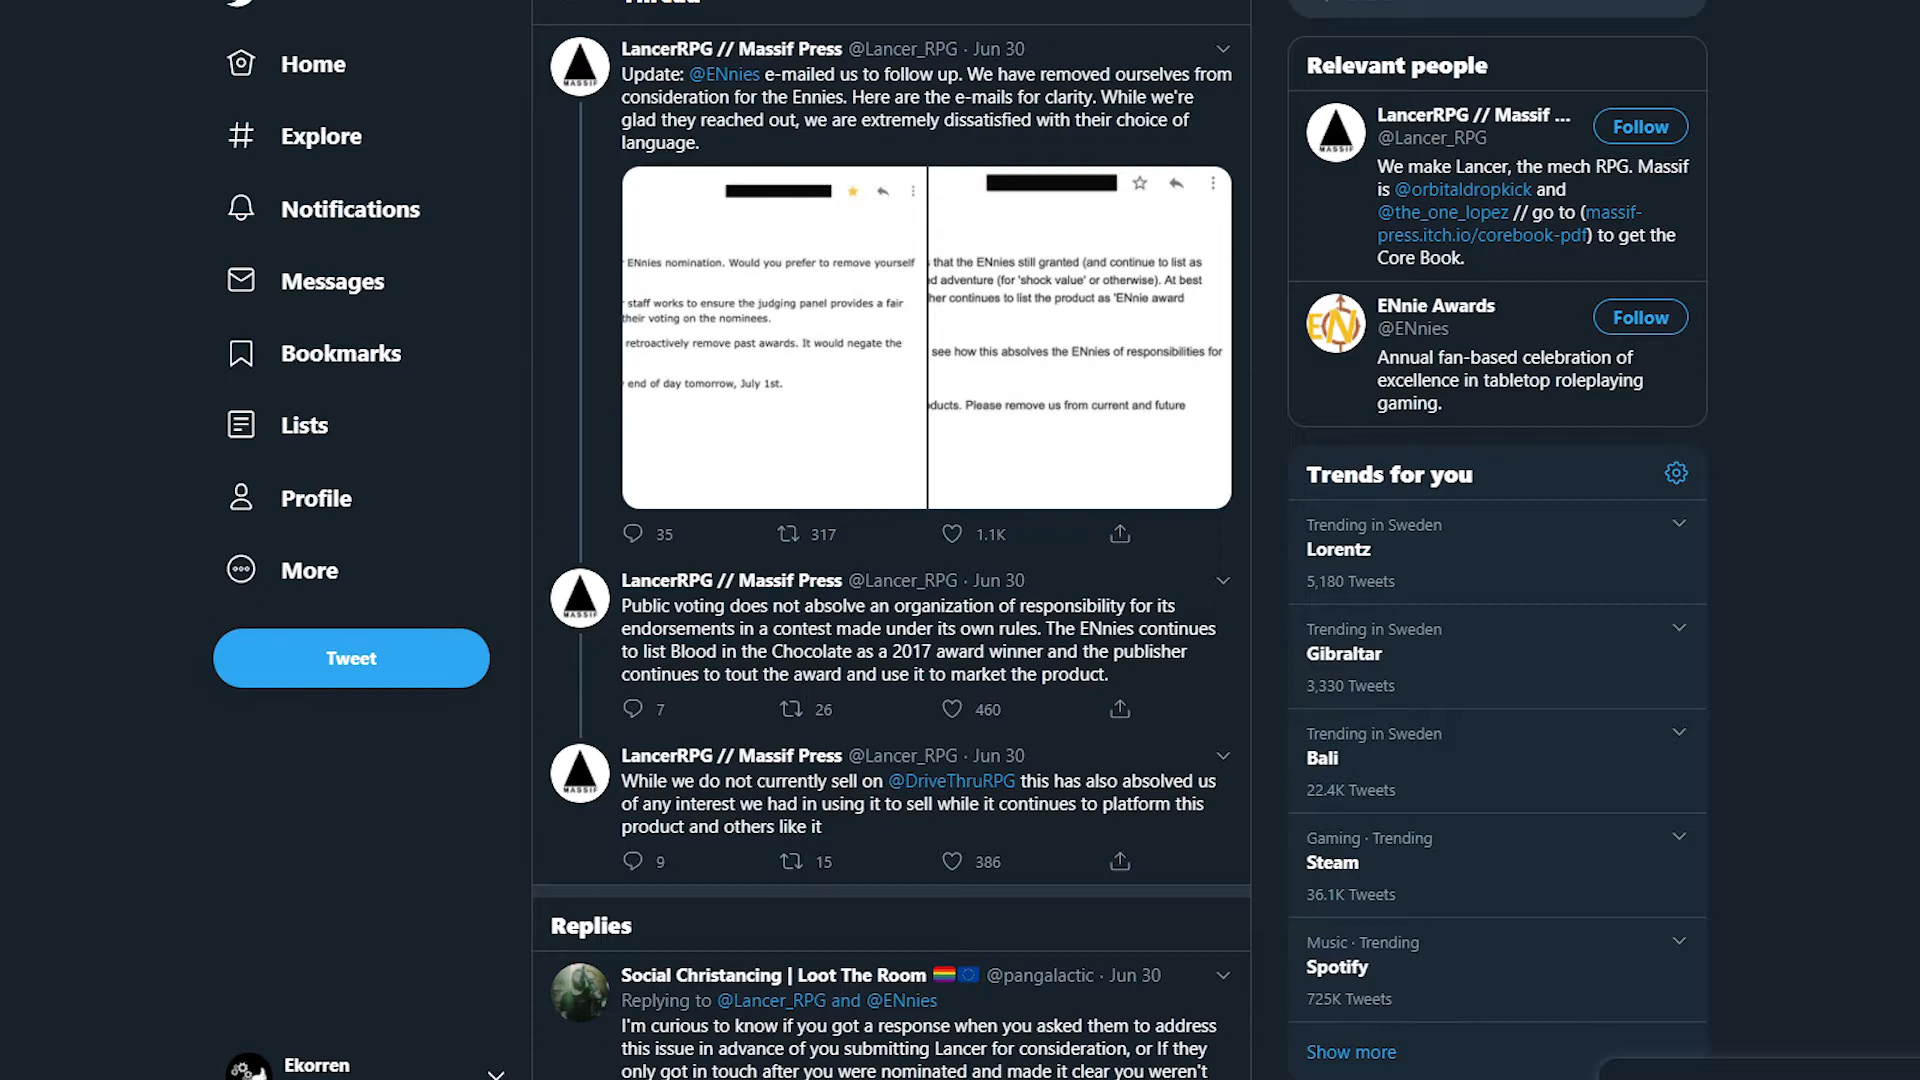 Home
Explore
Notifications
Messages
Bookmarks
Lists
Profile
More
Tweet
Ekorren
Thread
LancerRPG // Massif Press @Lancer_RPG · Jun 30
Update: @ENnies e-mailed us to follow up. We have removed ourselves from
consideration for the Ennies. Here are the e-mails for clarity. While we're
glad they reached out, we are extremely dissatisfied with their choice of
language.
ENnies nomination. Would you prefer to remove yourself
staff works to ensure the judging panel provides a fair
their voting on the nominees.
retroactively remove past awards. It would negate the
end of day tomorrow, July 1st.
that the ENnies still granted (and continue to list as
adventure (for 'shock value' or otherwise). At best
continues to list the product as 'ENnie award
see how this absolves the ENnies of responsibilities for
Please remove us from current and future
35 317 1.1K
LancerRPG // Massif Press @Lancer_RPG · Jun 30
Public voting does not absolve an organization of responsibility for its
endorsements in a contest made under its own rules. The ENnies continues
to list Blood in the Chocolate as a 2017 award winner and the publisher
continues to tout the award and use it to market the product.
7 26 460
LancerRPG // Massif Press @Lancer_RPG · Jun 30
While we do not currently sell on @DriveThruRPG this has also absolved us
of any interest we had in using it to sell while it continues to platform this
product and others like it
9 15 386
Replies
Social Christancing | Loot The Room @pangalactic · Jun 30
Replying to @Lancer_RPG and @ENnies
I'm curious to know if you got a response when you asked them to address
this issue in advance of you submitting Lancer for consideration, or If they
only got in touch after you were nominated and made it clear you weren't
Relevant people
LancerRPG // Massif ...
@Lancer_RPG
Follow
We make Lancer, the mech RPG. Massif
is @orbitaldropkick and
@the_one_lopez // go to (massif-
press.itch.io/corebook-pdf) to get the
Core Book.
ENnie Awards
@ENnies
Follow
Annual fan-based celebration of
excellence in tabletop roleplaying
gaming.
Trends for you
Trending in Sweden
Lorentz
5,180 Tweets
Trending in Sweden
Gibraltar
3,330 Tweets
Trending in Sweden
Bali
22.4K Tweets
Gaming · Trending
Steam
36.1K Tweets
Music · Trending
Spotify
725K Tweets
Show more